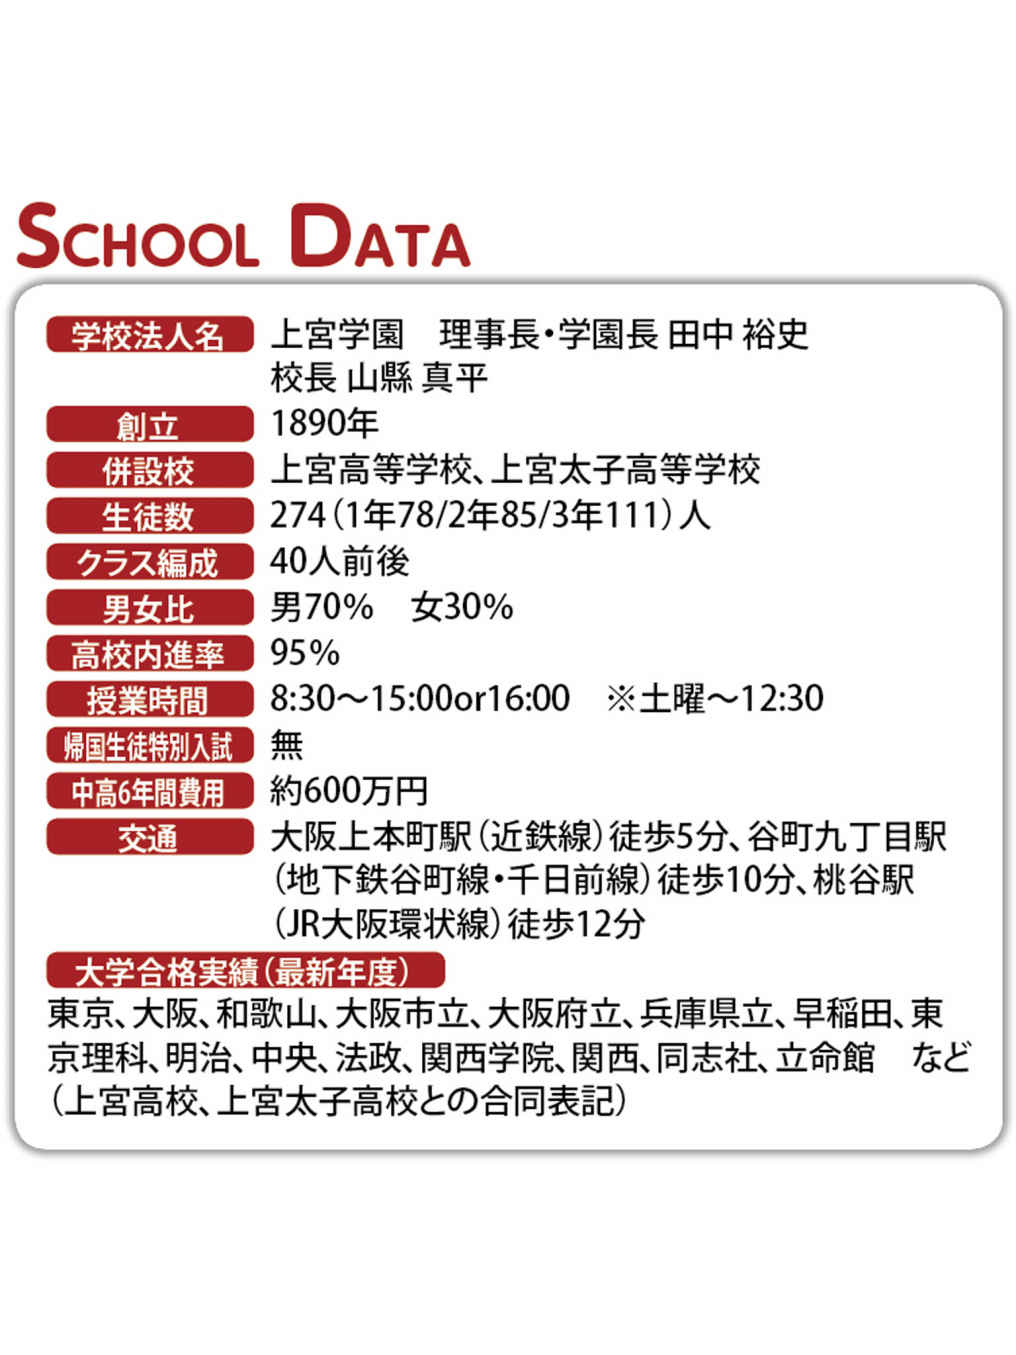 SCHOOL DATA
学校法人名 上宮学園　理事長・学園長 田中 裕史
校長 山縣 真平
創立 1890年
併設校 上宮高等学校、上宮太子高等学校
生徒数 274（1年78/2年85/3年111）人
クラス編成 40人前後
男女比 男70%　女30%
高校内進率 95%
授業時間 8:30～15:00or16:00　※土曜～12:30
帰国生徒特別入試 無
中高6年間費用 約600万円
交通 大阪上本町駅（近鉄線）徒歩5分、谷町九丁目駅
（地下鉄谷町線・千日前線）徒歩10分、桃谷駅
（JR大阪環状線）徒歩12分
大学合格実績（最新年度）
東京、大阪、和歌山、大阪市立、大阪府立、兵庫県立、早稲田、東
京理科、明治、中央、法政、関西学院、関西、同志社、立命館　など
（上宮高校、上宮太子高校との合同表記）